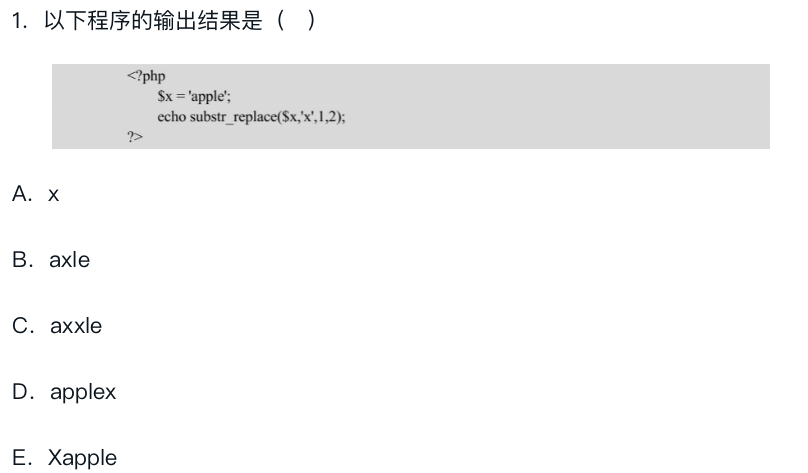 1. 以下程序的输出结果是（ ）
<?php
$x = 'apple';
echo substr_replace($x,'x',1,2);
?>
A. x
B. axle
C. axxle
D. applex
E. Xapple